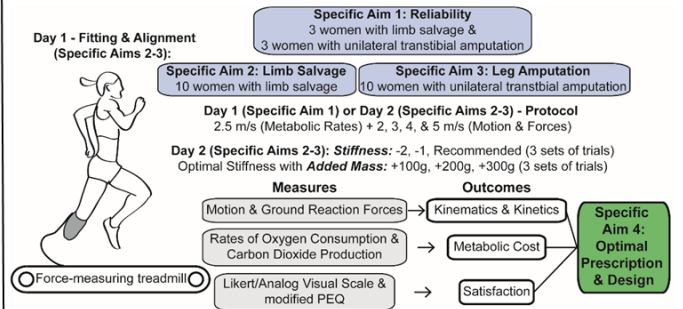 Specific Aim 1: Reliability
3 women with limb salvage &
3 women with unilateral transtibial amputation
Day 1 - Fitting & Alignment
(Specific Aims 2-3):
Specific Aim 2: Limb Salvage
10 women with limb salvage
Specific Aim 3: Leg Amputation
10 women with unilateral transtbial amputation
Day 1 (Specific Aim 1) or Day 2 (Specific Aims 2-3) - Protocol
2.5 m/s (Metabolic Rates) + 2, 3, 4, & 5 m/s (Motion & Forces)
Day 2 (Specific Aims 2-3): Stiffness: -2, -1, Recommended (3 sets of trials)
Optimal Stiffness with Added Mass: +100g, +200g, +300g (3 sets of trials)
Measures
Outcomes
Motion & Ground Reaction Forces
Kinematics & Kinetics
Rates of Oxygen Consumption &
Carbon Dioxide Production
Metabolic Cost
Likert/Analog Visual Scale &
modified PEQ
Satisfaction
Specific
Aim 4:
Optimal
Prescription
& Design
Force-measuring treadmill